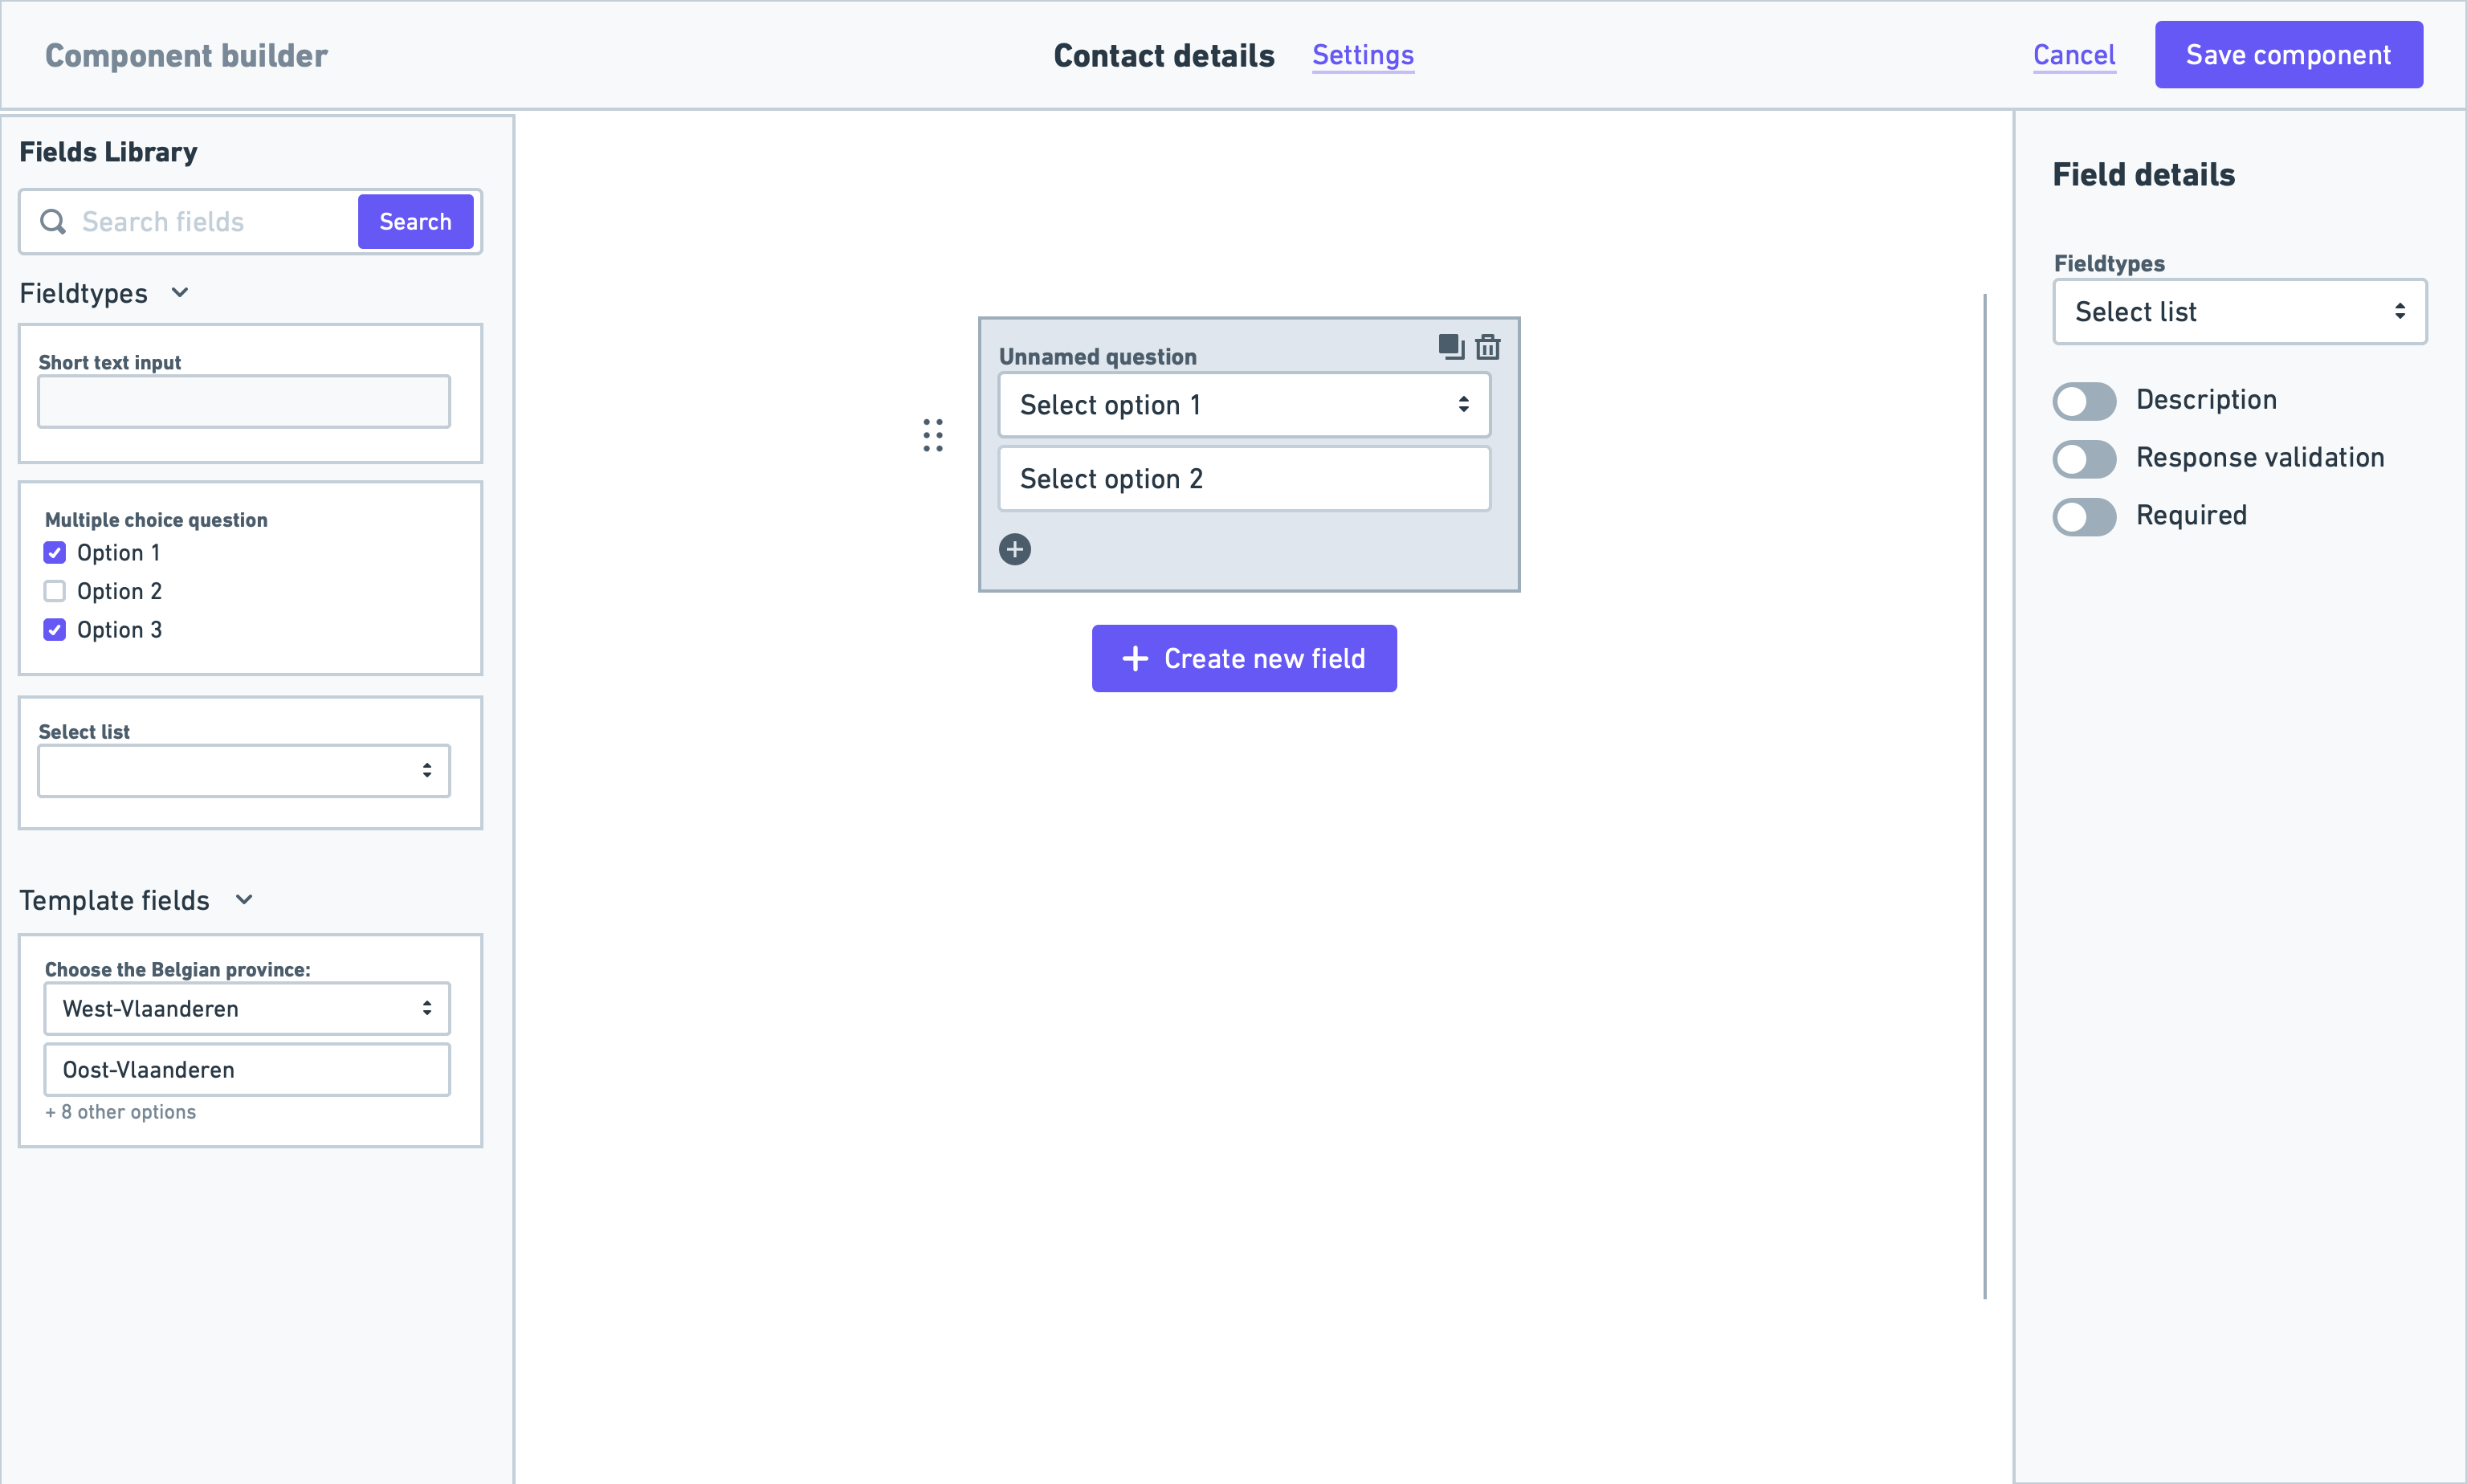 Component builder
Contact details
Settings
Cancel
Save component
Fields Library
Search fields
Search
Fieldtypes
Short text input
Multiple choice question
Option 1
Option 2
Option 3
Select list
Template fields
Choose the Belgian province:
West-Vlaanderen
Oost-Vlaanderen
+ 8 other options
Unnamed question
Select option 1
Select option 2
Create new field
Field details
Fieldtypes
Select list
Description
Response validation
Required